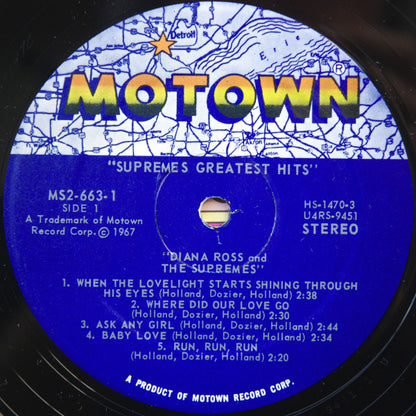 Detroit
Erie
Akron
MOTOWN®
"SUPREMES GREATEST HITS"
MS2-663-1
SIDE 1
A Trademark of Motown
Record Corp. © 1967
HS-1470-3
U4RS-9451
STEREO
"DIANA ROSS and
THE SUPREMES"
1. WHEN THE LOVELIGHT STARTS SHINING THROUGH
HIS EYES (Holland, Dozier, Holland) 2:38
2. WHERE DID OUR LOVE GO
(Holland, Dozier, Holland) 2:30
3. ASK ANY GIRL (Holland, Dozier, Holland) 2:44
4. BABY LOVE (Holland, Dozier, Holland) 2:34
5. RUN, RUN, RUN
(Holland, Dozier, Holland) 2:20
A PRODUCT OF MOTOWN RECORD CORP.